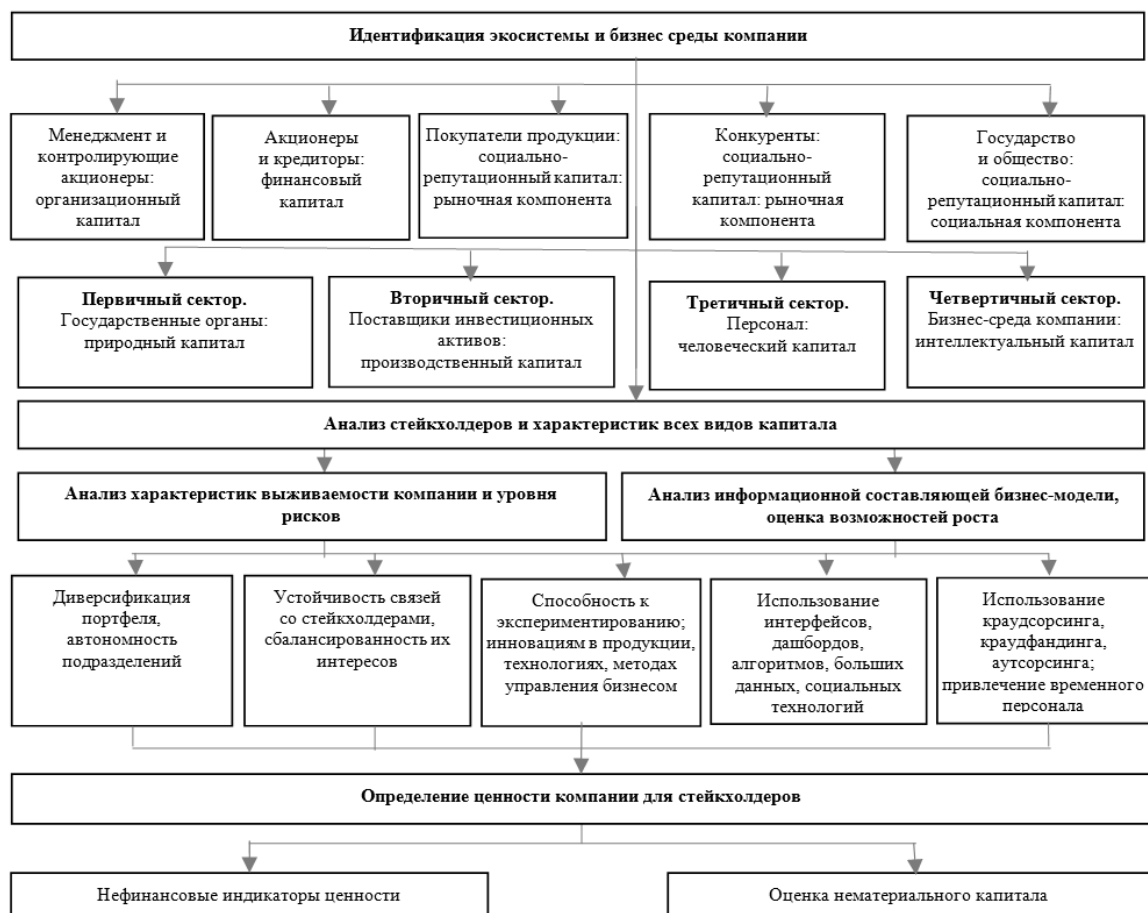 Идентификация экосистемы и бизнес среды компании
Менеджмент и
контролирующие
акционеры:
организационный
капитал
Акционеры
и кредиторы:
финансовый
капитал
Покупатели продукции:
социально-
репутационный капитал:
рыночная компонента
Конкуренты:
социально-
репутационный
капитал: рыночная
компонента
Государство
и общество:
социально-
репутационный капитал:
социальная компонента
Первичный сектор.
Государственные органы:
природный капитал
Вторичный сектор.
Поставщики инвестиционных
активов:
производственный капитал
Третичный сектор.
Персонал:
человеческий капитал
Четвертичный сектор.
Бизнес-среда компании:
интеллектуальный капитал
Анализ стейкхолдеров и характеристик всех видов капитала
Анализ характеристик выживаемости компании и уровня
рисков
Анализ информационной составляющей бизнес-модели,
оценка возможностей роста
Диверсификация
портфеля,
автономность
подразделений
Устойчивость связей
со стейкхолдерами,
сбалансированность их
интересов
Способность к
экспериментированию;
инновациям в продукции,
технологиях, методах
управления бизнесом
Использование
интерфейсов,
дашбордов,
алгоритмов, больших
данных, социальных
технологий
Использование
краудсорсинга,
краудфандинга,
аутсорсинга;
привлечение временного
персонала
Определение ценности компании для стейкхолдеров
Нефинансовые индикаторы ценности
Оценка нематериального капитала